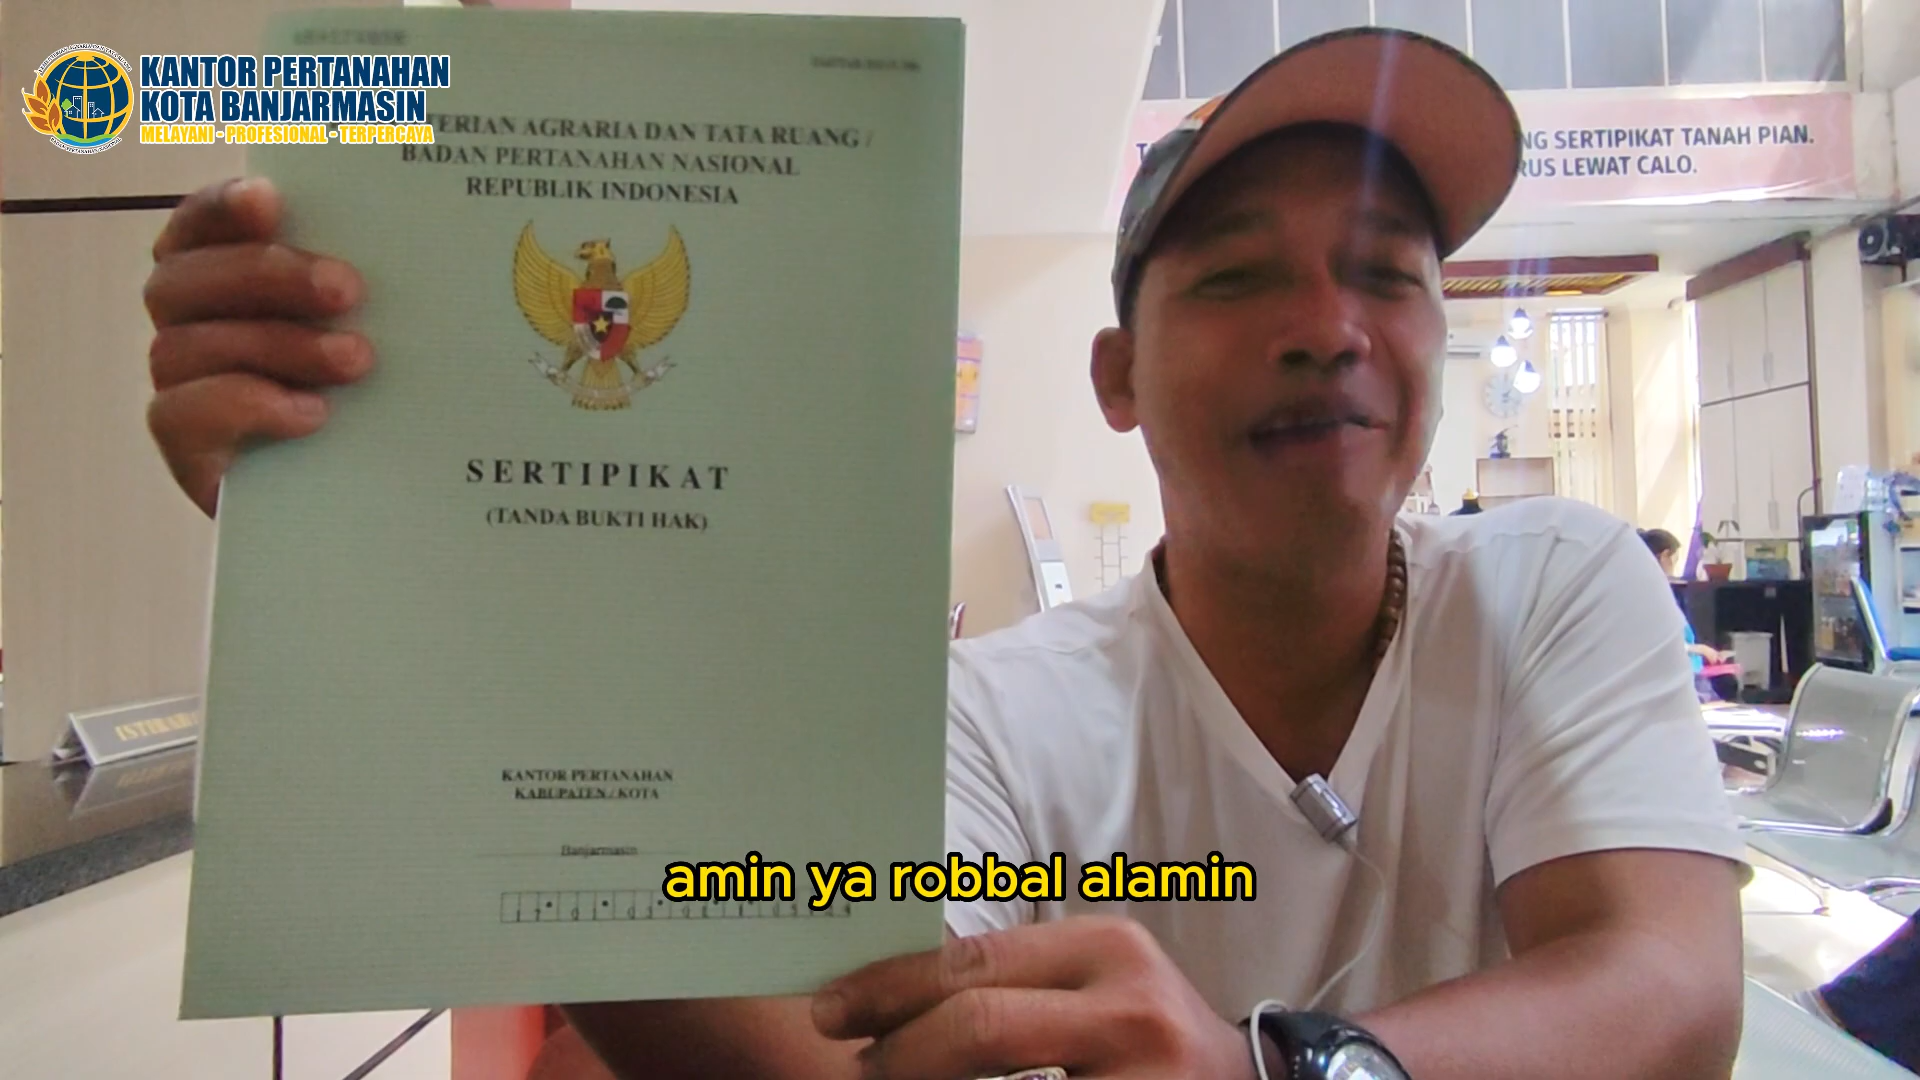 KANTOR PERTANAHAN
KOTA BANJARMASIN
MELAYANI - PROFESIONAL - TERPERCAYA
TERIAN AGRARIA DAN TATA RUANG /
BADAN PERTANAHAN NASIONAL
REPUBLIK INDONESIA
NG SERTIPIKAT TANAH PIAN.
RUS LEWAT CALO.
SERTIPIKAT
(TANDA BUKTI HAK)
KANTOR PERTANAHAN
KABUPATEN / KOTA
Banjarmasin
amin ya robbal alamin